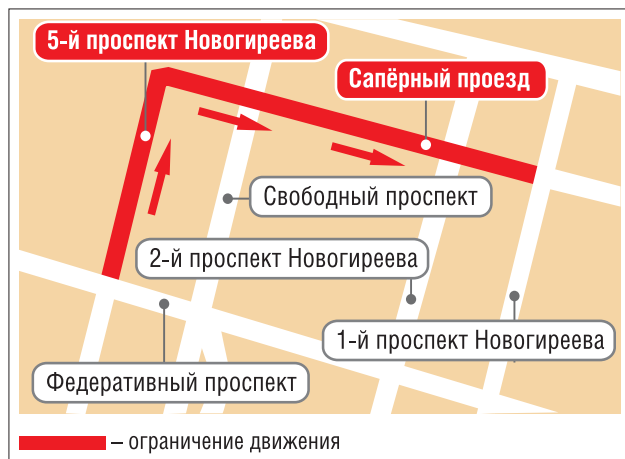 5-й проспект Новогиреева
Сапёрный проезд
Свободный проспект
2-й проспект Новогиреева
1-й проспект Новогиреева
Федеративный проспект
– ограничение движения